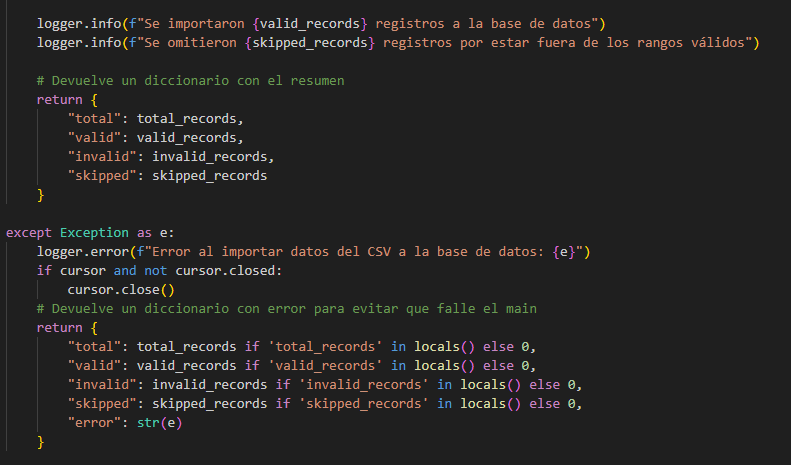 logger.info(f"Se importaron {valid_records} registros a la base de datos")
logger.info(f"Se omitieron {skipped_records} registros por estar fuera de los rangos válidos")
# Devuelve un diccionario con el resumen
return {
"total": total_records,
"valid": valid_records,
"invalid": invalid_records,
"skipped": skipped_records
}
except Exception as e:
logger.error(f"Error al importar datos del CSV a la base de datos: {e}")
if cursor and not cursor.closed:
cursor.close()
# Devuelve un diccionario con error para evitar que falle el main
return {
"total": total_records if 'total_records' in locals() else 0,
"valid": valid_records if 'valid_records' in locals() else 0,
"invalid": invalid_records if 'invalid_records' in locals() else 0,
"skipped": skipped_records if 'skipped_records' in locals() else 0,
"error": str(e)
}